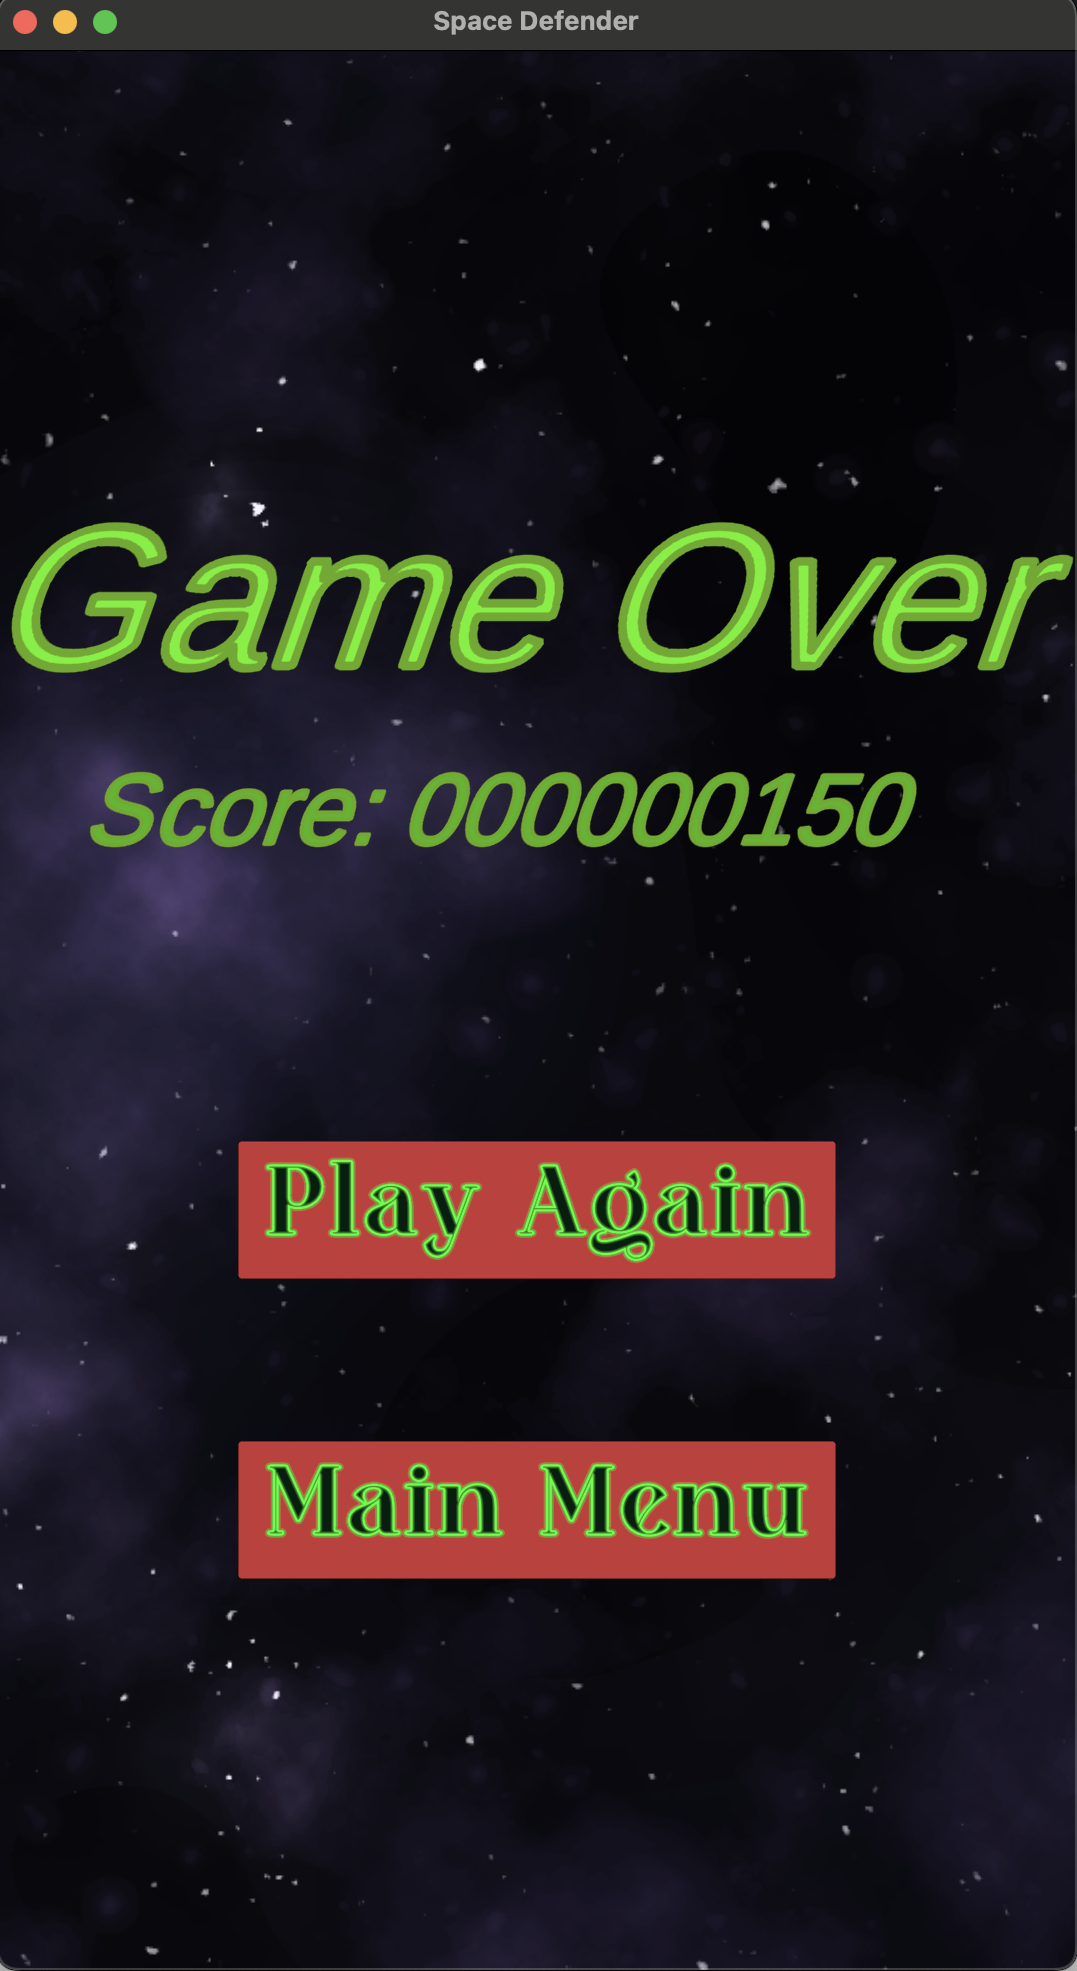 Space Defender
Game Over
Score: 000000150
Play Again
Main Menu